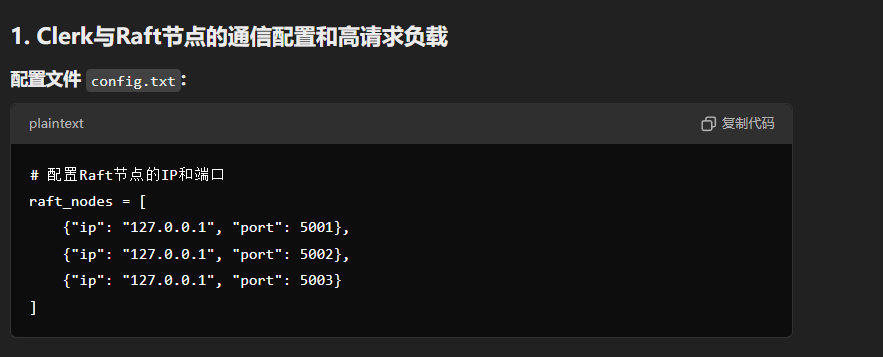 1. Clerk与Raft节点的通信配置和高请求负载
配置文件 config.txt:
plaintext 复制代码
# 配置Raft节点的IP和端口
raft_nodes = [
    {"ip": "127.0.0.1", "port": 5001},
    {"ip": "127.0.0.1", "port": 5002},
    {"ip": "127.0.0.1", "port": 5003}
]